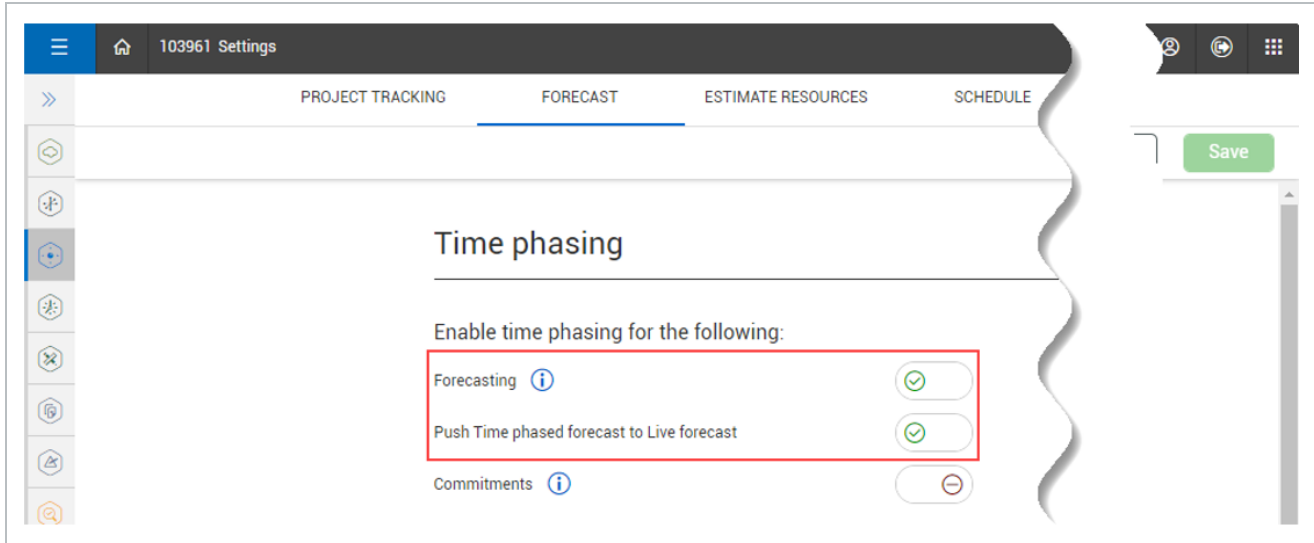 103961 Settings
PROJECT TRACKING FORECAST ESTIMATE RESOURCES SCHEDULE
Save
Time phasing
Enable time phasing for the following:
Forecasting i
Push Time phased forecast to Live forecast
Commitments i